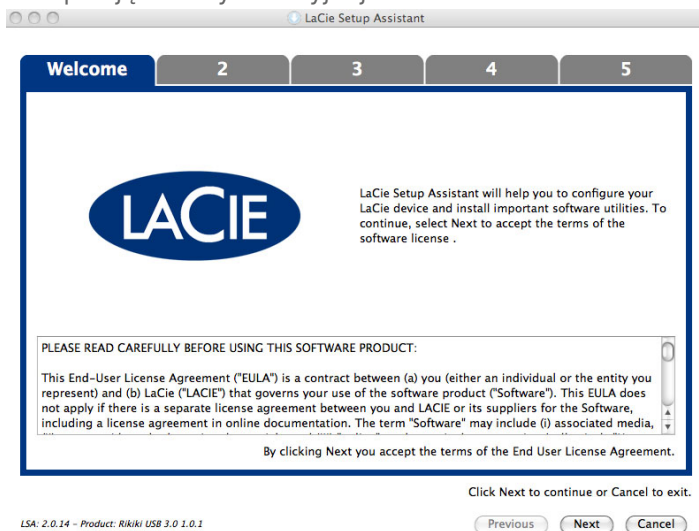 LaCie Setup Assistant
Welcome 2 3 4 5
LACIE
LaCie Setup Assistant will help you to configure your
LaCie device and install important software utilities. To
continue, select Next to accept the terms of the
software license .
PLEASE READ CAREFULLY BEFORE USING THIS SOFTWARE PRODUCT:
This End-User License Agreement ("EULA") is a contract between (a) you (either an individual or the entity you
represent) and (b) LaCie ("LACIE") that governs your use of the software product ("Software"). This EULA does
not apply if there is a separate license agreement between you and LACIE or its suppliers for the Software,
including a license agreement in online documentation. The term "Software" may include (i) associated media,
By clicking Next you accept the terms of the End User License Agreement.
Click Next to continue or Cancel to exit.
LSA: 2.0.14 - Product: Rikiki USB 3.0 1.0.1
Previous Next Cancel